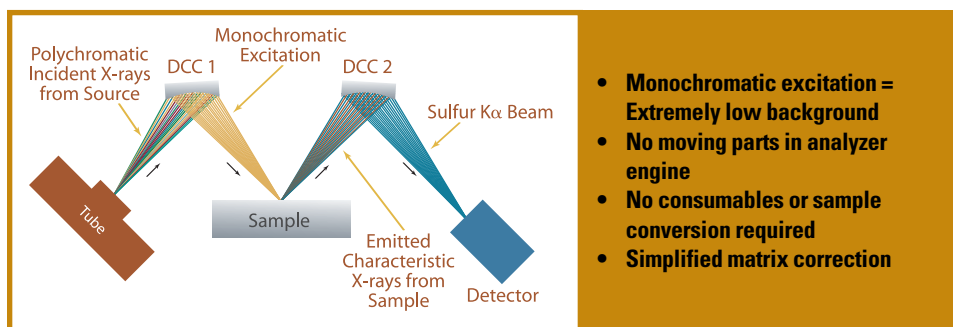 Polychromatic
Incident X-rays
from Source
Monochromatic
Excitation
DCC 1
DCC 2
Sulfur Kα Beam
Tube
Sample
Emitted
Characteristic
X-rays from
Sample
Detector
• Monochromatic excitation =
Extremely low background
• No moving parts in analyzer
engine
• No consumables or sample
conversion required
• Simplified matrix correction